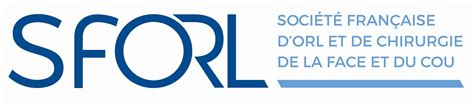 SFORL
SOCIÉTÉ FRANÇAISE
D'ORL ET DE CHIRURGIE
DE LA FACE ET DU COU